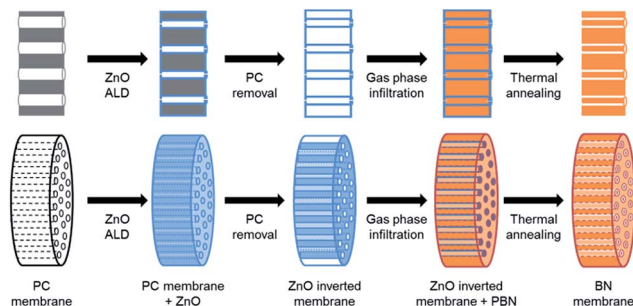 ZnO
ALD
PC
removal
Gas phase
infiltration
Thermal
annealing
ZnO
ALD
PC
removal
Gas phase
infiltration
Thermal
annealing
PC
membrane
PC membrane
+ ZnO
ZnO inverted
membrane
ZnO inverted
membrane + PBN
BN
membrane